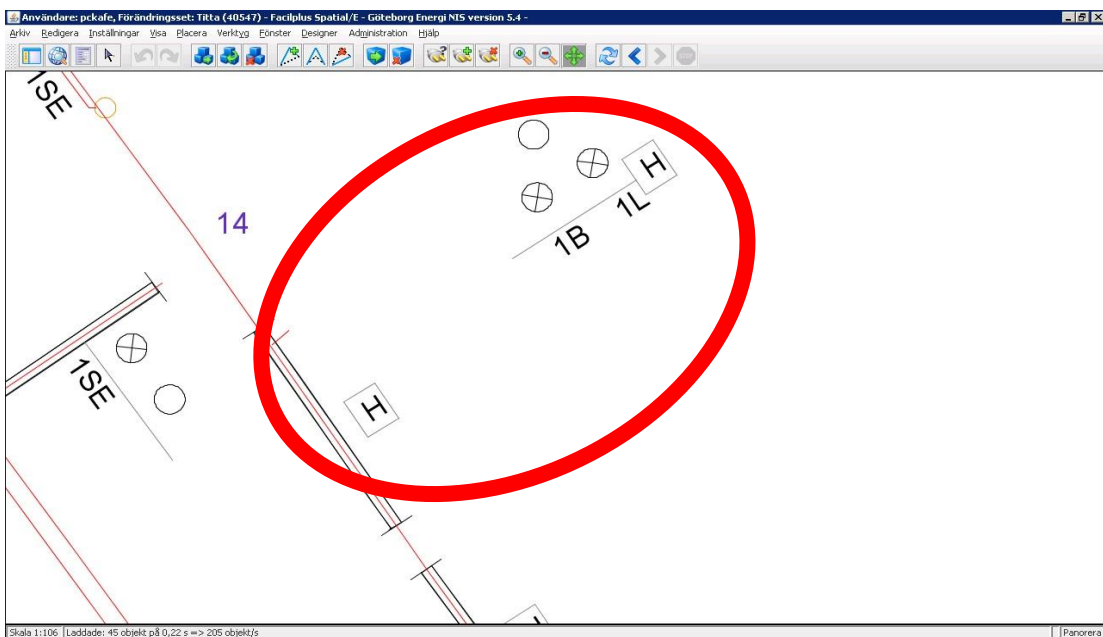 Användare: pckafe, Förändringsset: Titta (40547) - Facilplus Spatial/E - Göteborg Energi NIS version 5.4 -
Arkiv Redigera Inställningar Visa Placera Verktyg Fönster Designer Administration Hjälp
1SE
H
1L
14
1B
1SE
H
Skala 1:106 Laddade: 45 objekt på 0,22 s => 205 objekt/s Panorera